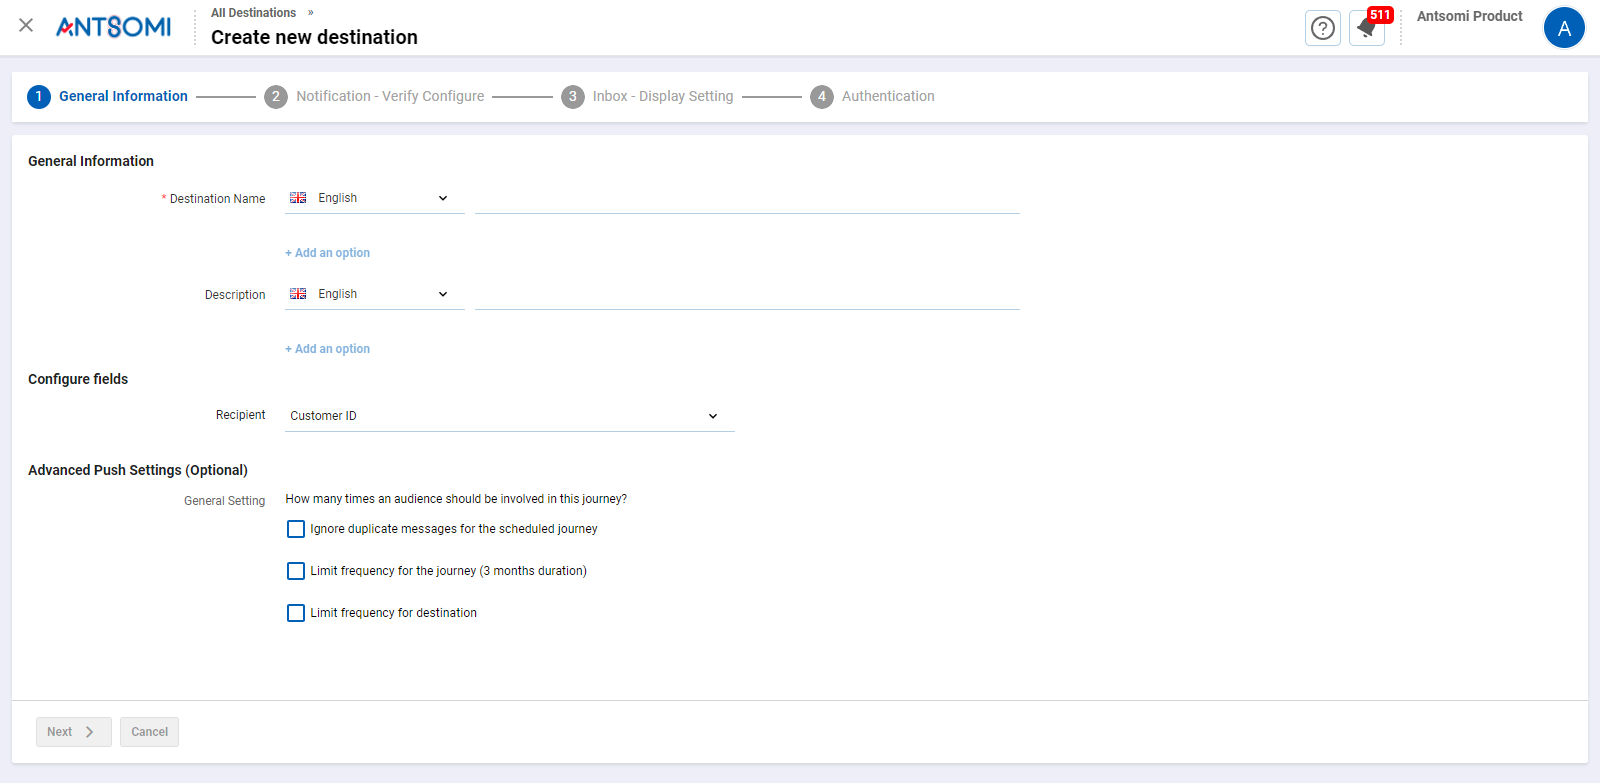 ANTSOMI
All Destinations »
Create new destination
?
511
Antsomi Product
A
1 General Information
2 Notification - Verify Configure
3 Inbox - Display Setting
4 Authentication
General Information
* Destination Name
English
+ Add an option
Description
English
+ Add an option
Configure fields
Recipient
Customer ID
Advanced Push Settings (Optional)
General Setting
How many times an audience should be involved in this journey?
Ignore duplicate messages for the scheduled journey
Limit frequency for the journey (3 months duration)
Limit frequency for destination
Next
Cancel